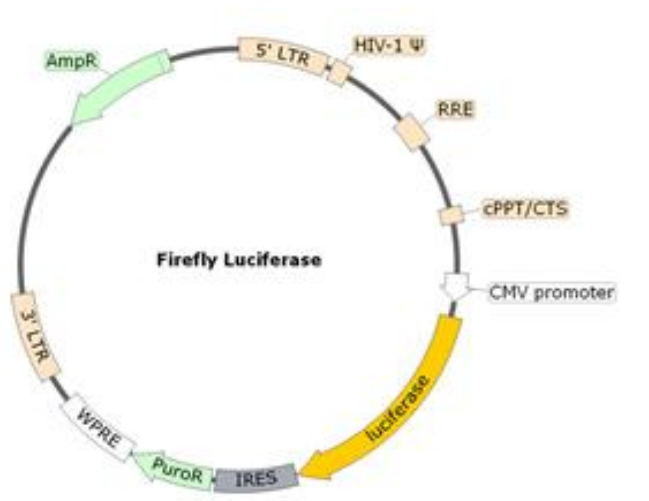 5' LTR
HIV-1 Ψ
AmpR
RRE
cPPT/CTS
Firefly Luciferase
CMV promoter
3' LTR
luciferase
WPRE
PuroR
IRES